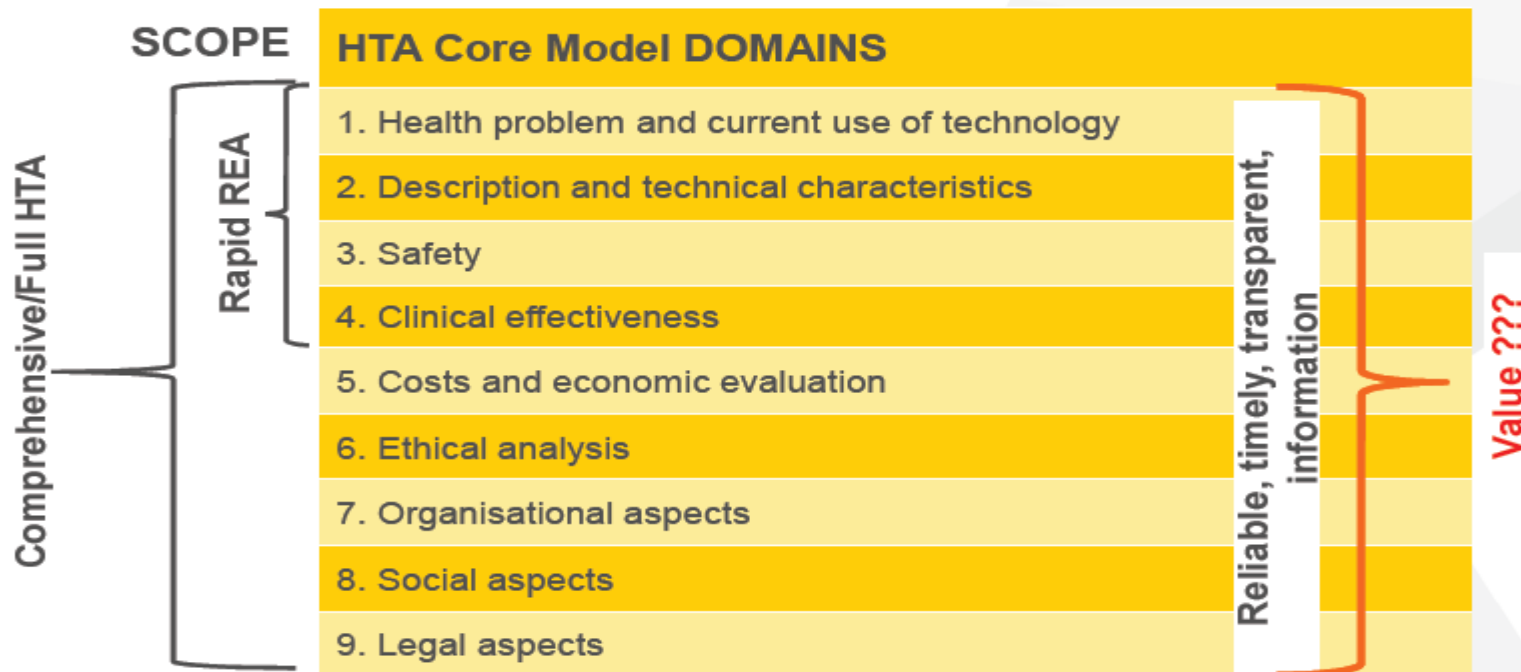 SCOPE
HTA Core Model DOMAINS
Comprehensive/Full HTA
Rapid REA
1. Health problem and current use of technology
2. Description and technical characteristics
3. Safety
4. Clinical effectiveness
5. Costs and economic evaluation
6. Ethical analysis
7. Organisational aspects
8. Social aspects
9. Legal aspects
Reliable, timely, transparent,
information
Value ???